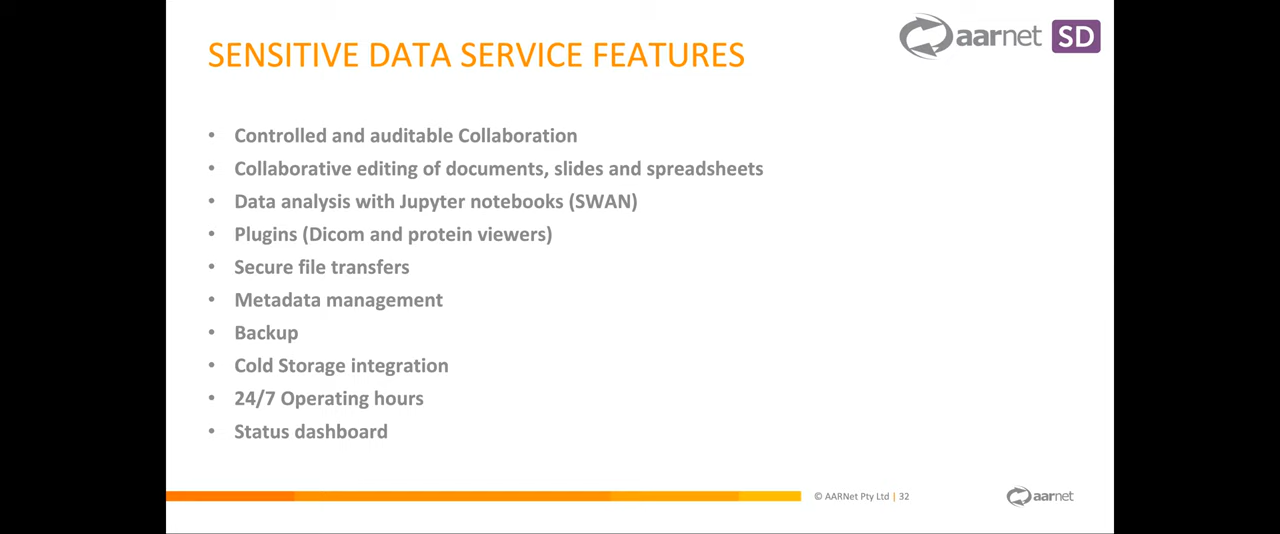 aarnet SD
SENSITIVE DATA SERVICE FEATURES
• Controlled and auditable Collaboration
• Collaborative editing of documents, slides and spreadsheets
• Data analysis with Jupyter notebooks (SWAN)
• Plugins (Dicom and protein viewers)
• Secure file transfers
• Metadata management
• Backup
• Cold Storage integration
• 24/7 Operating hours
• Status dashboard
© AARNet Pty Ltd | 32
aarnet